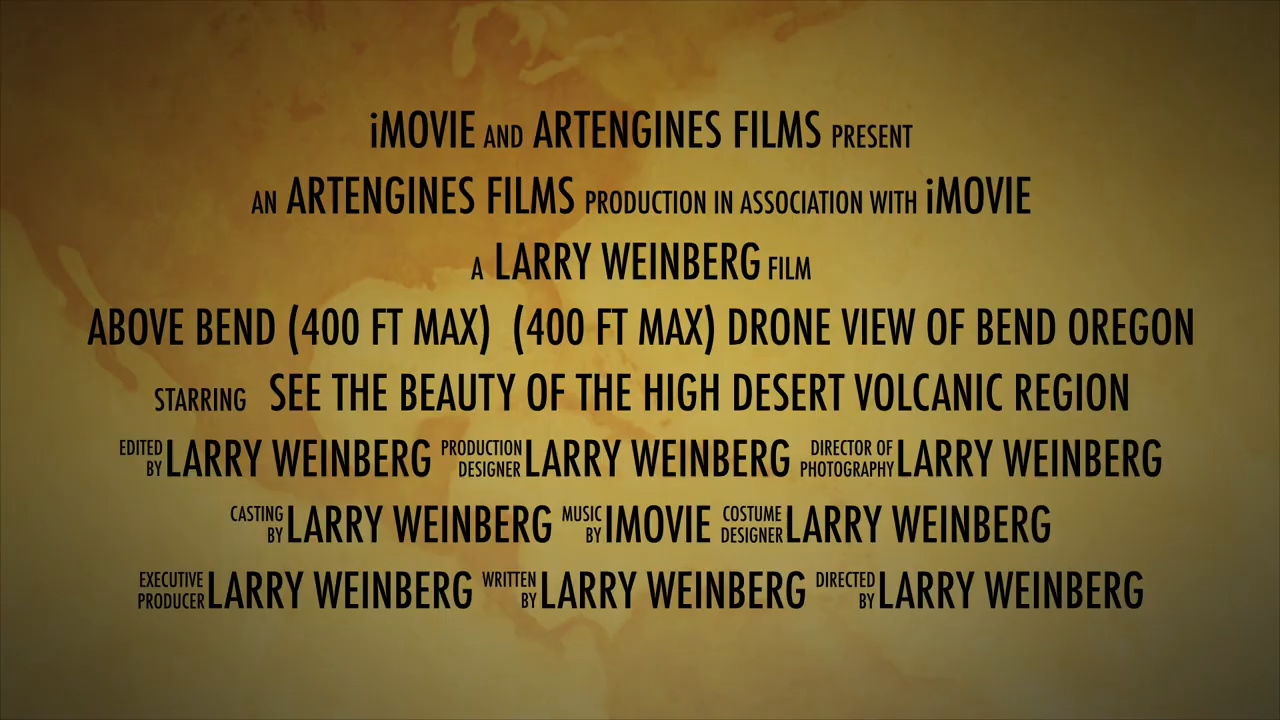 iMOVIE AND ARTENGINES FILMS PRESENT
AN ARTENGINES FILMS PRODUCTION IN ASSOCIATION WITH iMOVIE
A LARRY WEINBERG FILM
ABOVE BEND (400 FT MAX) (400 FT MAX) DRONE VIEW OF BEND OREGON
STARRING SEE THE BEAUTY OF THE HIGH DESERT VOLCANIC REGION
EDITED BY LARRY WEINBERG PRODUCTION DESIGNER LARRY WEINBERG DIRECTOR OF PHOTOGRAPHY LARRY WEINBERG
CASTING BY LARRY WEINBERG MUSIC BY IMOVIE COSTUME DESIGNER LARRY WEINBERG
EXECUTIVE PRODUCER LARRY WEINBERG WRITTEN BY LARRY WEINBERG DIRECTED BY LARRY WEINBERG